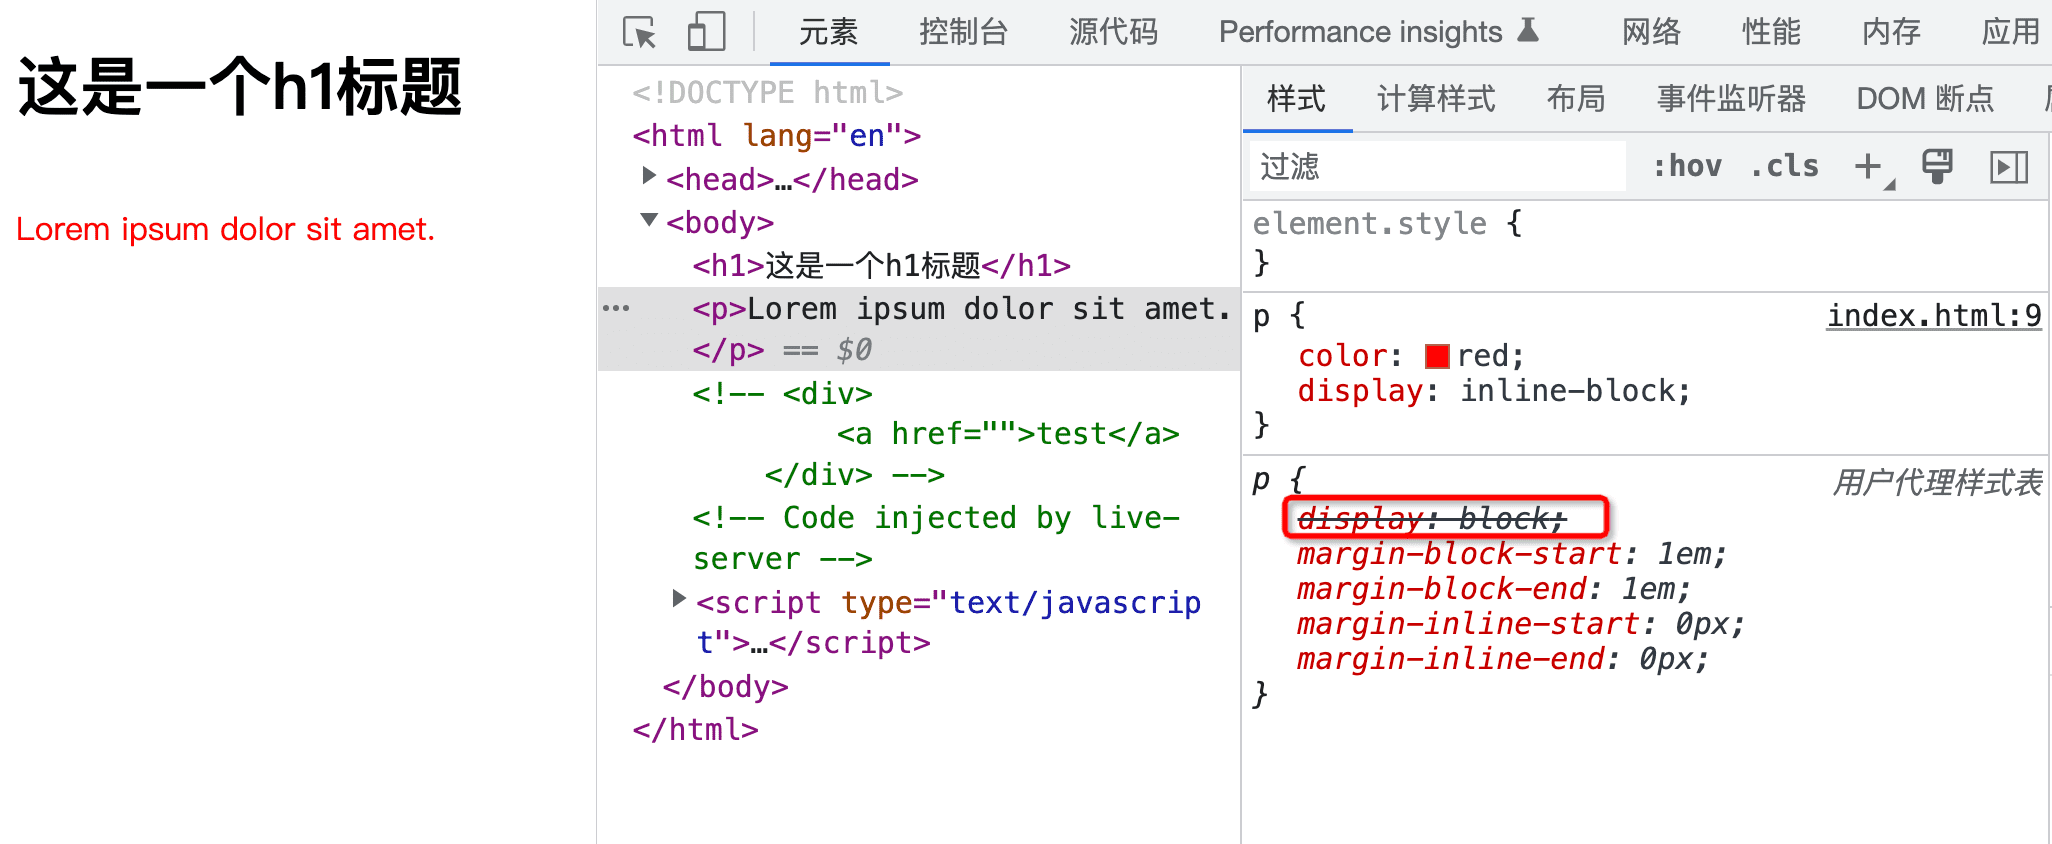 这是一个h1标题
Lorem ipsum dolor sit amet.
元素 控制台 源代码 Performance insights 网络 性能 内存 应用
<!DOCTYPE html>
<html lang="en">
<head>…</head>
<body>
<h1>这是一个h1标题</h1>
<p>Lorem ipsum dolor sit amet.
</p> == $0
<!-- <div>
<a href="">test</a>
</div> -->
<!-- Code injected by live-
server -->
<script type="text/javascrip
t">…</script>
</body>
</html>
样式 计算样式 布局 事件监听器 DOM 断点
过滤 :hov .cls
element.style {
}
p { index.html:9
color: red;
display: inline-block;
}
p { 用户代理样式表
display: block;
margin-block-start: 1em;
margin-block-end: 1em;
margin-inline-start: 0px;
margin-inline-end: 0px;
}